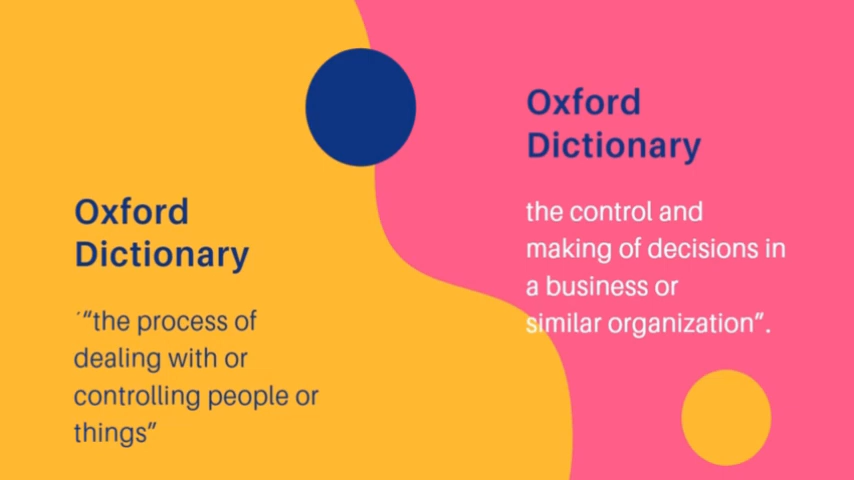 Oxford
Dictionary
´“the process of
dealing with or
controlling people or
things”
Oxford
Dictionary
the control and
making of decisions in
a business or
similar organization”.